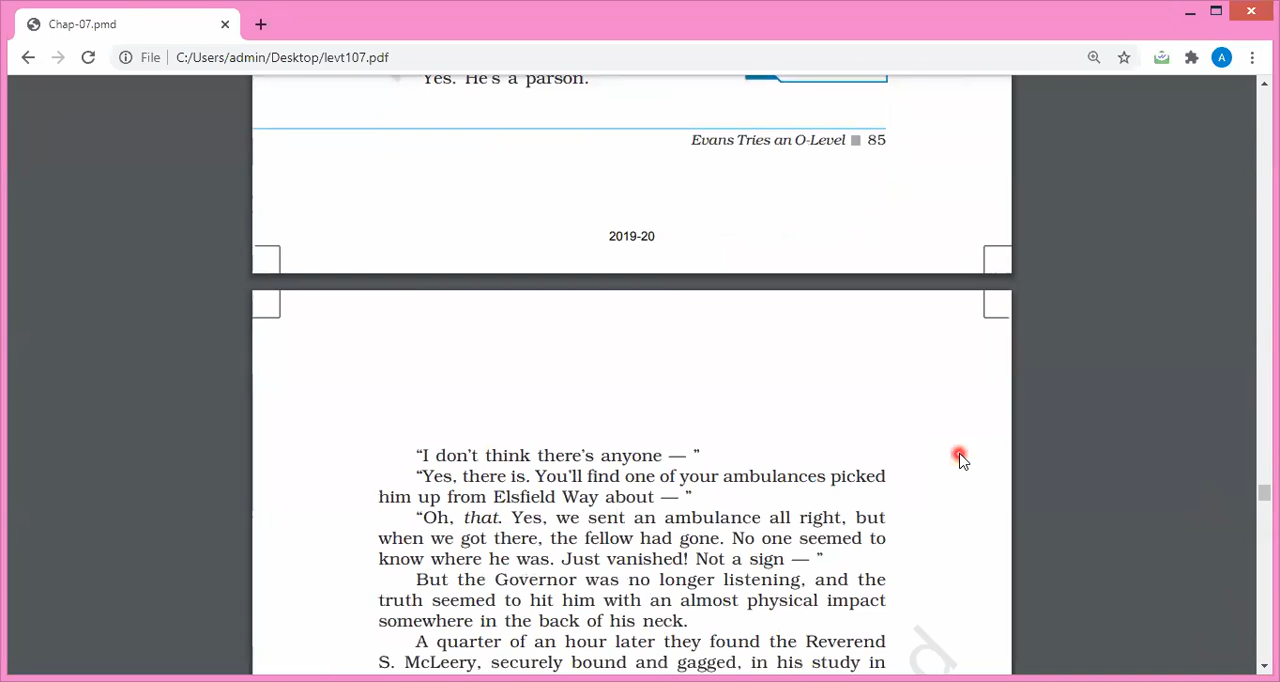 Chap-07.pmd
File
C:/Users/admin/Desktop/levt107.pdf
A
Yes. He's a parson.
Evans Tries an O-Level ■ 85
2019-20
“I don't think there's anyone — ”
“Yes, there is. You'll find one of your ambulances picked
him up from Elsfield Way about — ”
“Oh, that. Yes, we sent an ambulance all right, but
when we got there, the fellow had gone. No one seemed to
know where he was. Just vanished! Not a sign — ”
But the Governor was no longer listening, and the
truth seemed to hit him with an almost physical impact
somewhere in the back of his neck.
A quarter of an hour later they found the Reverend
S. McLeery, securely bound and gagged, in his study in
d